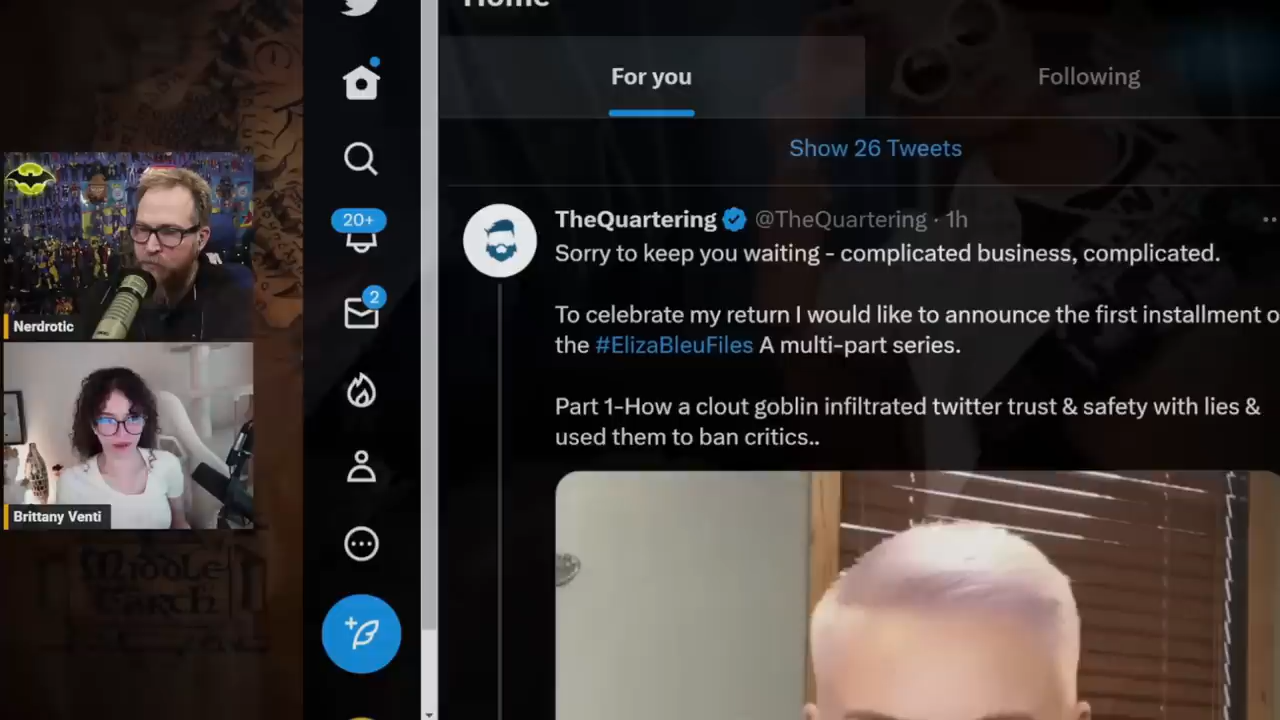 Home
For you
Following
Show 26 Tweets
20+
TheQuartering @TheQuartering · 1h
Sorry to keep you waiting - complicated business, complicated.
2
To celebrate my return I would like to announce the first installment o
the #ElizaBleuFiles A multi-part series.
Nerdrotic
Part 1-How a clout goblin infiltrated twitter trust & safety with lies &
used them to ban critics..
Brittany Venti
Middle
Earth